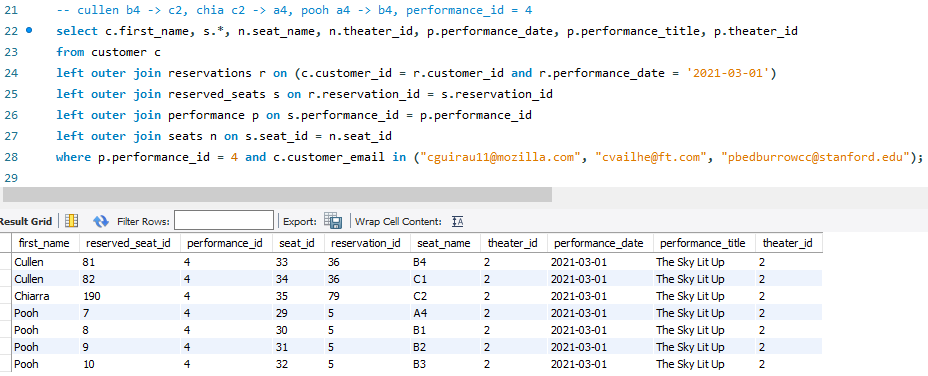 21 -- cullen b4 -> c2, chia c2 -> a4, pooh a4 -> b4, performance_id = 4
22 select c.first_name, s.*, n.seat_name, n.theater_id, p.performance_date, p.performance_title, p.theater_id
23 from customer c
24 left outer join reservations r on (c.customer_id = r.customer_id and r.performance_date = '2021-03-01')
25 left outer join reserved_seats s on r.reservation_id = s.reservation_id
26 left outer join performance p on s.performance_id = p.performance_id
27 left outer join seats n on s.seat_id = n.seat_id
28 where p.performance_id = 4 and c.customer_email in ("cguirau11@mozilla.com", "cvailhe@ft.com", "pbedburrowcc@stanford.edu");
29
Result Grid Filter Rows: Export: Wrap Cell Content:
first_name reserved_seat_id performance_id seat_id reservation_id seat_name theater_id performance_date performance_title theater_id
Cullen 81 4 33 36 B4 2 2021-03-01 The Sky Lit Up 2
Cullen 82 4 34 36 C1 2 2021-03-01 The Sky Lit Up 2
Chiarra 190 4 35 79 C2 2 2021-03-01 The Sky Lit Up 2
Pooh 7 4 29 5 A4 2 2021-03-01 The Sky Lit Up 2
Pooh 8 4 30 5 B1 2 2021-03-01 The Sky Lit Up 2
Pooh 9 4 31 5 B2 2 2021-03-01 The Sky Lit Up 2
Pooh 10 4 32 5 B3 2 2021-03-01 The Sky Lit Up 2